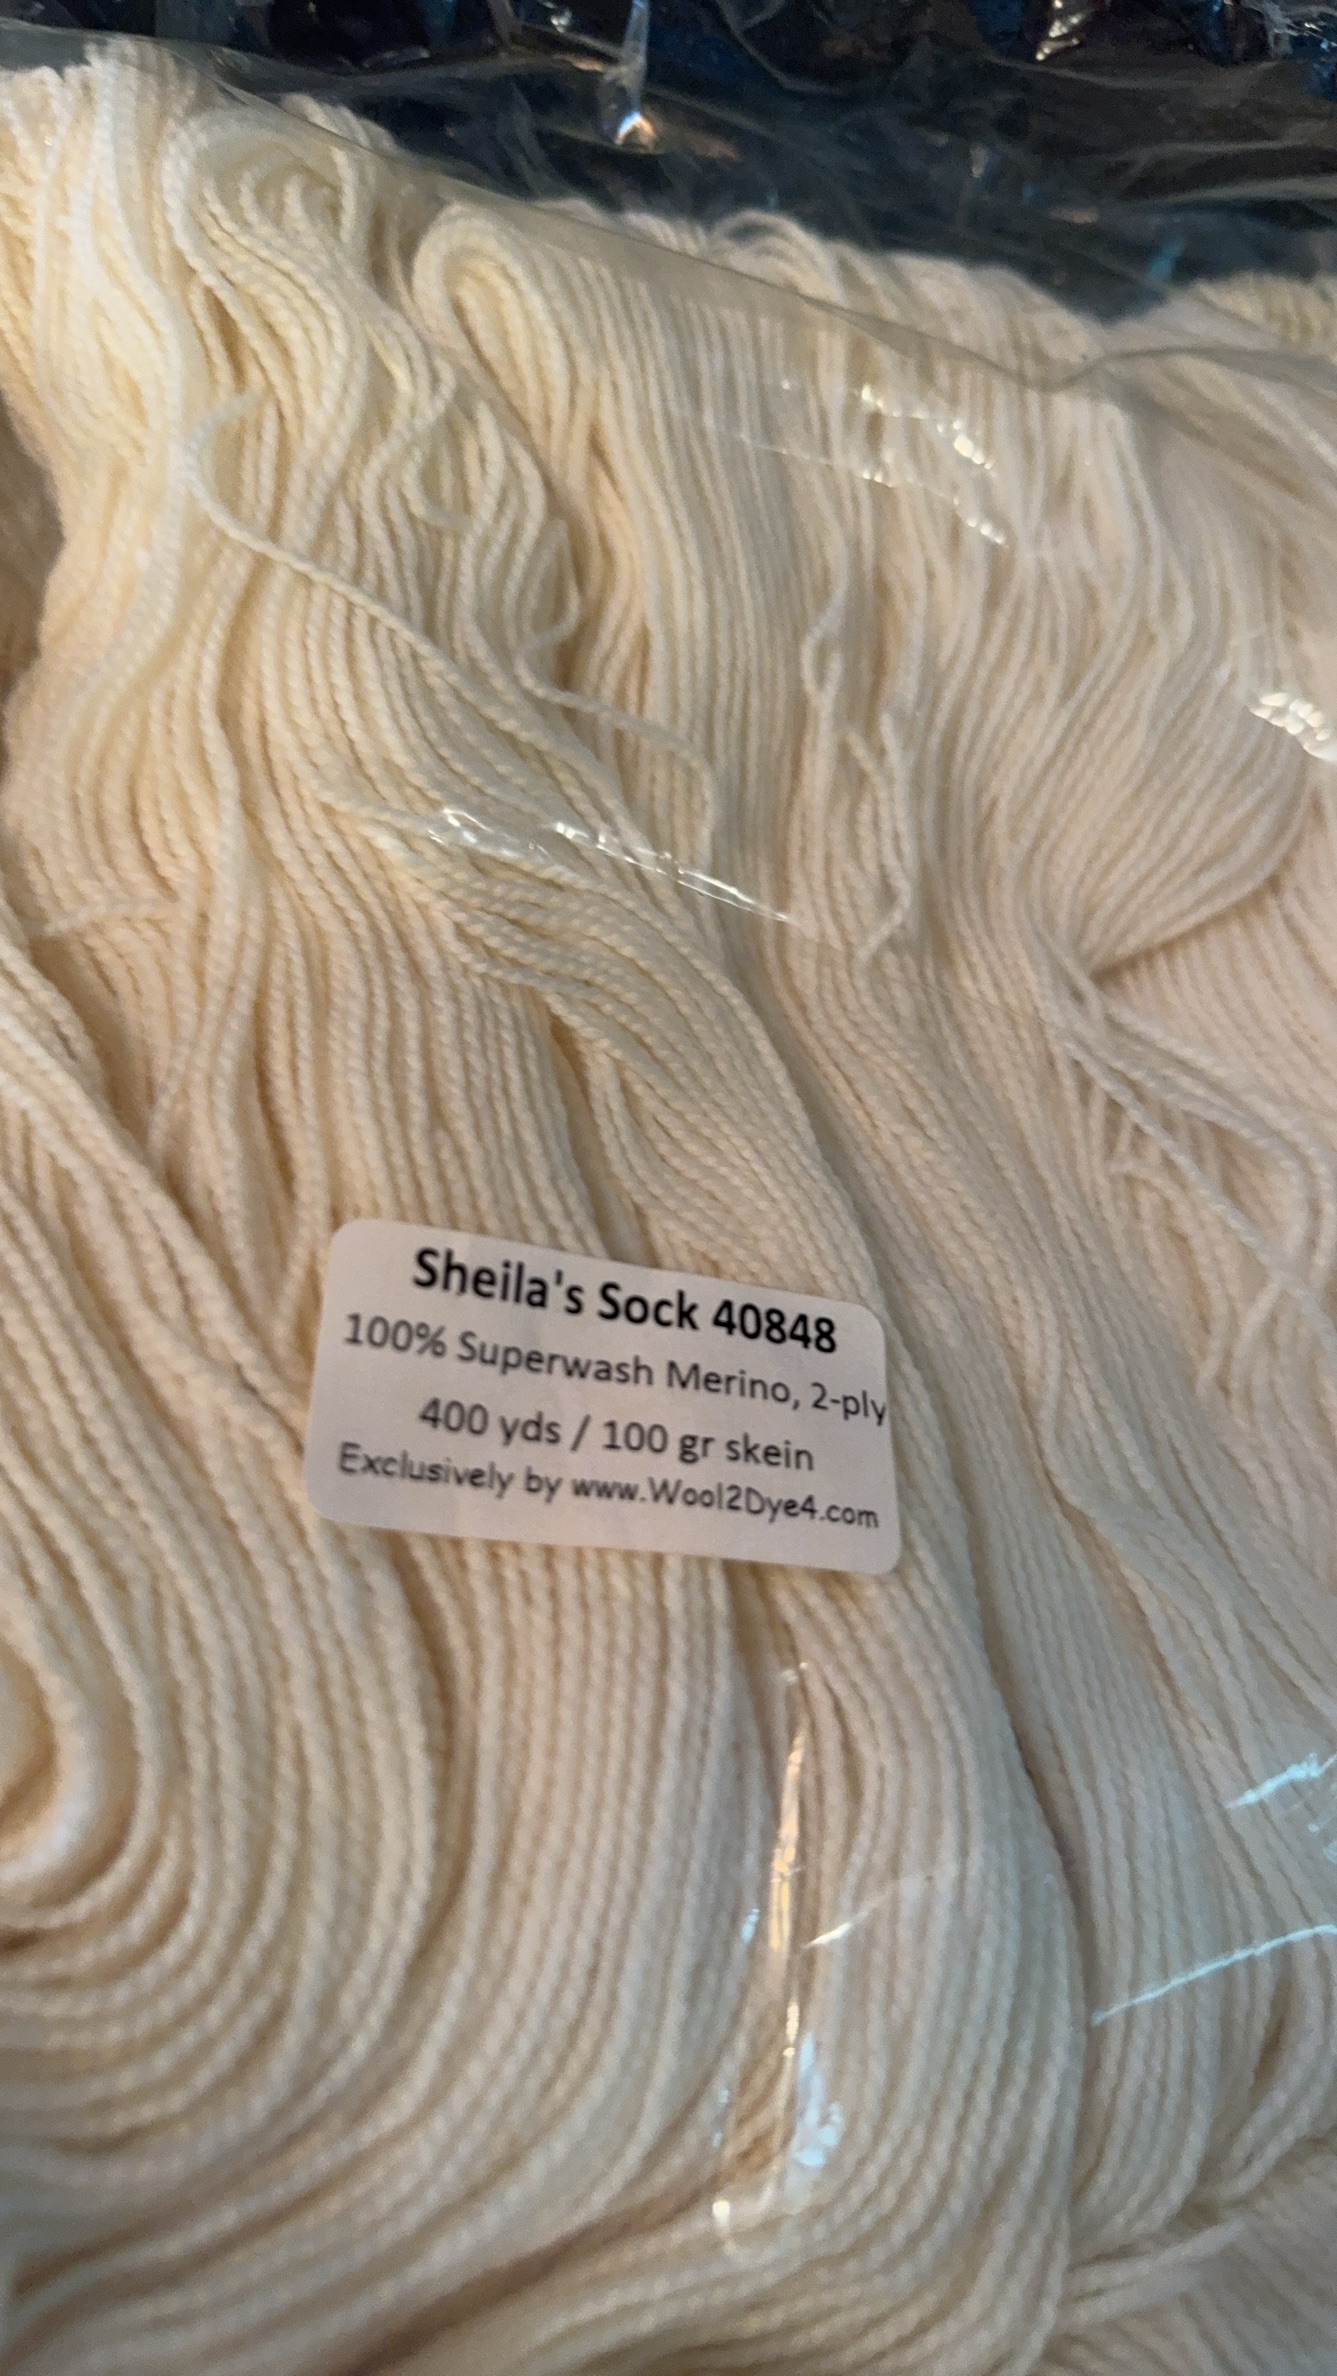 Sheila's Sock 40848
100% Superwash Merino, 2-ply
400 yds / 100 gr skein
Exclusively by www.Wool2Dye4.com